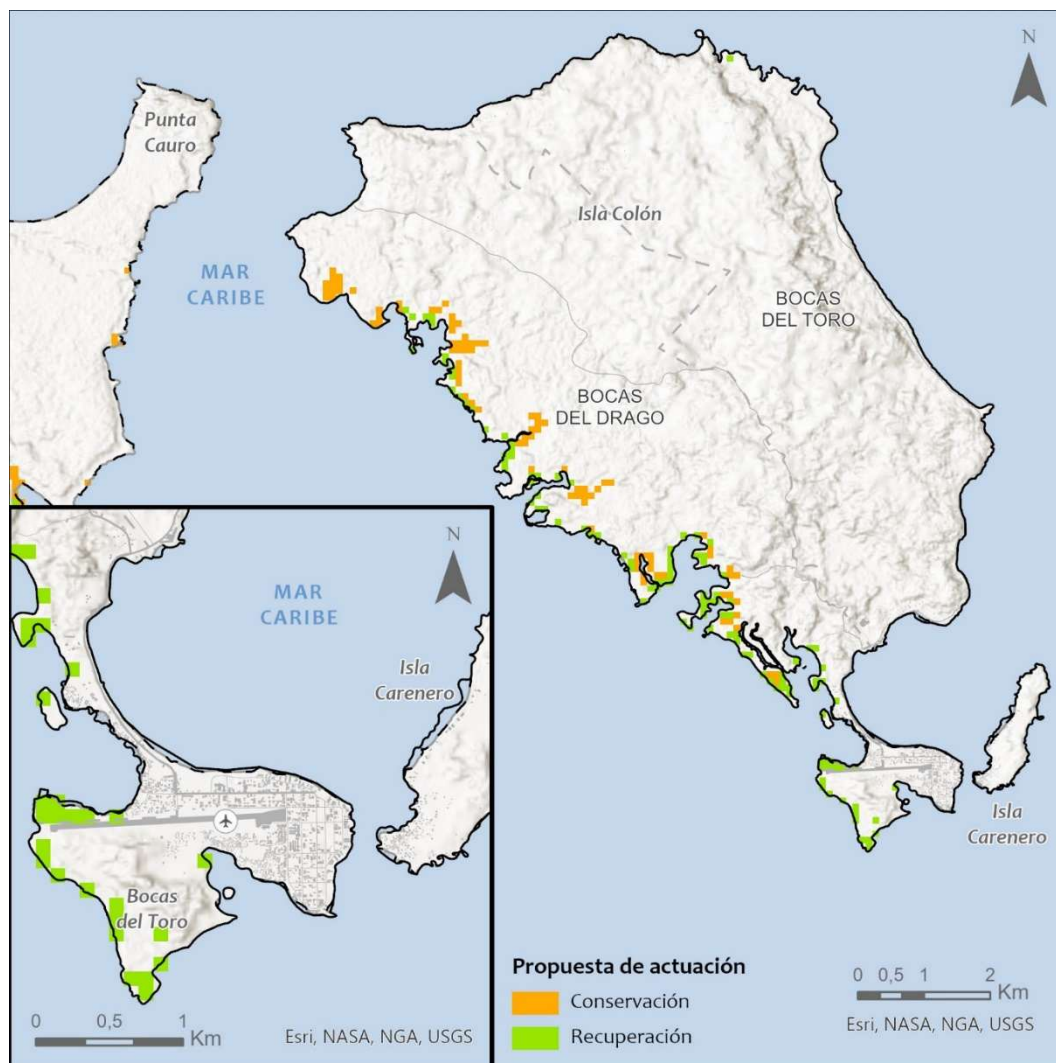 N
Punta
Cauro
Isla Colón
MAR
CARIBE
BOCAS
DEL TORO
BOCAS
DEL DRAGO
Isla
Carenero
Propuesta de actuación
Conservación
Recuperación
0 0,5 1 2
Km
Esri, NASA, NGA, USGS
N
MAR
CARIBE
Isla
Carenero
Bocas
del Toro
0 0,5 1
Km
Esri, NASA, NGA, USGS